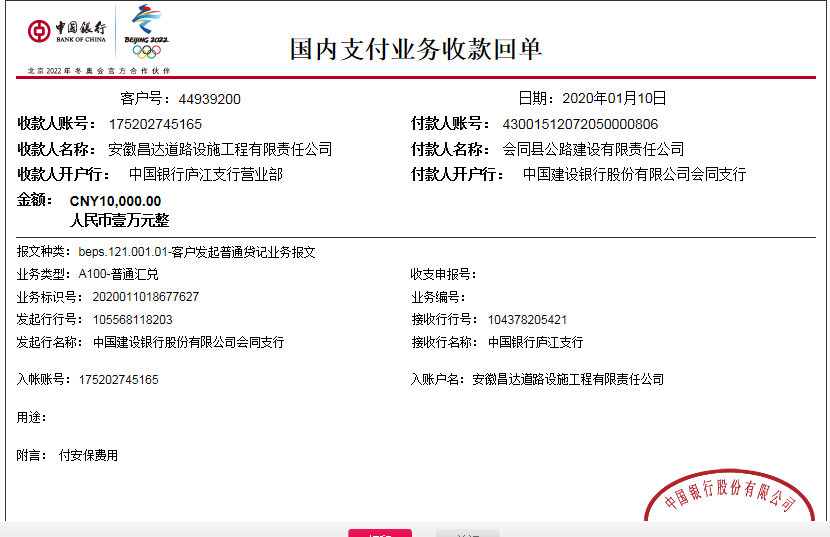 中国银行
BANK OF CHINA
BEIJING 2022
北京2022年冬奥会官方合作伙伴
国内支付业务收款回单
客户号：44939200 日期：2020年01月10日
收款人账号：175202745165 付款人账号：43001512072050000806
收款人名称：安徽昌达道路设施工程有限责任公司 付款人名称：会同县公路建设有限责任公司
收款人开户行：中国银行庐江支行营业部 付款人开户行：中国建设银行股份有限公司会同支行
金额：CNY10,000.00
人民币壹万元整
报文种类：beps.121.001.01-客户发起普通贷记业务报文
业务类型：A100-普通汇兑 收支申报号：
业务标识号：2020011018677627 业务编号：
发起行行号：105568118203 接收行行号：104378205421
发起行名称：中国建设银行股份有限公司会同支行 接收行名称：中国银行庐江支行
入帐账号：175202745165 入账户名：安徽昌达道路设施工程有限责任公司
用途：
附言：付安保费用
中国银行股份有限公司